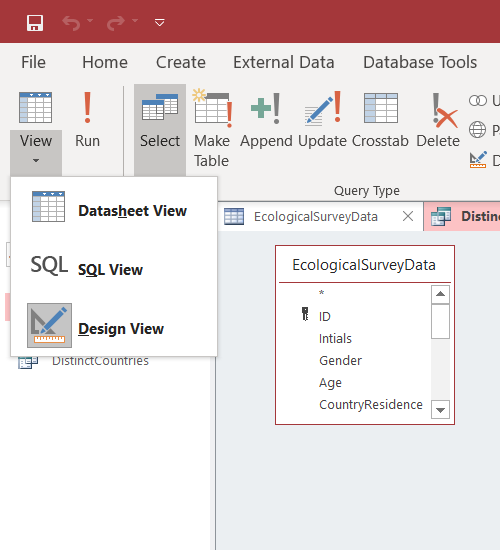 File Home Create External Data Database Tools
View Run Select Make Table Append Update Crosstab Delete
Query Type
Datasheet View
SQL SQL View
Design View
DistinctCountries
EcologicalSurveyData
EcologicalSurveyData
*
ID
Intials
Gender
Age
CountryResidence